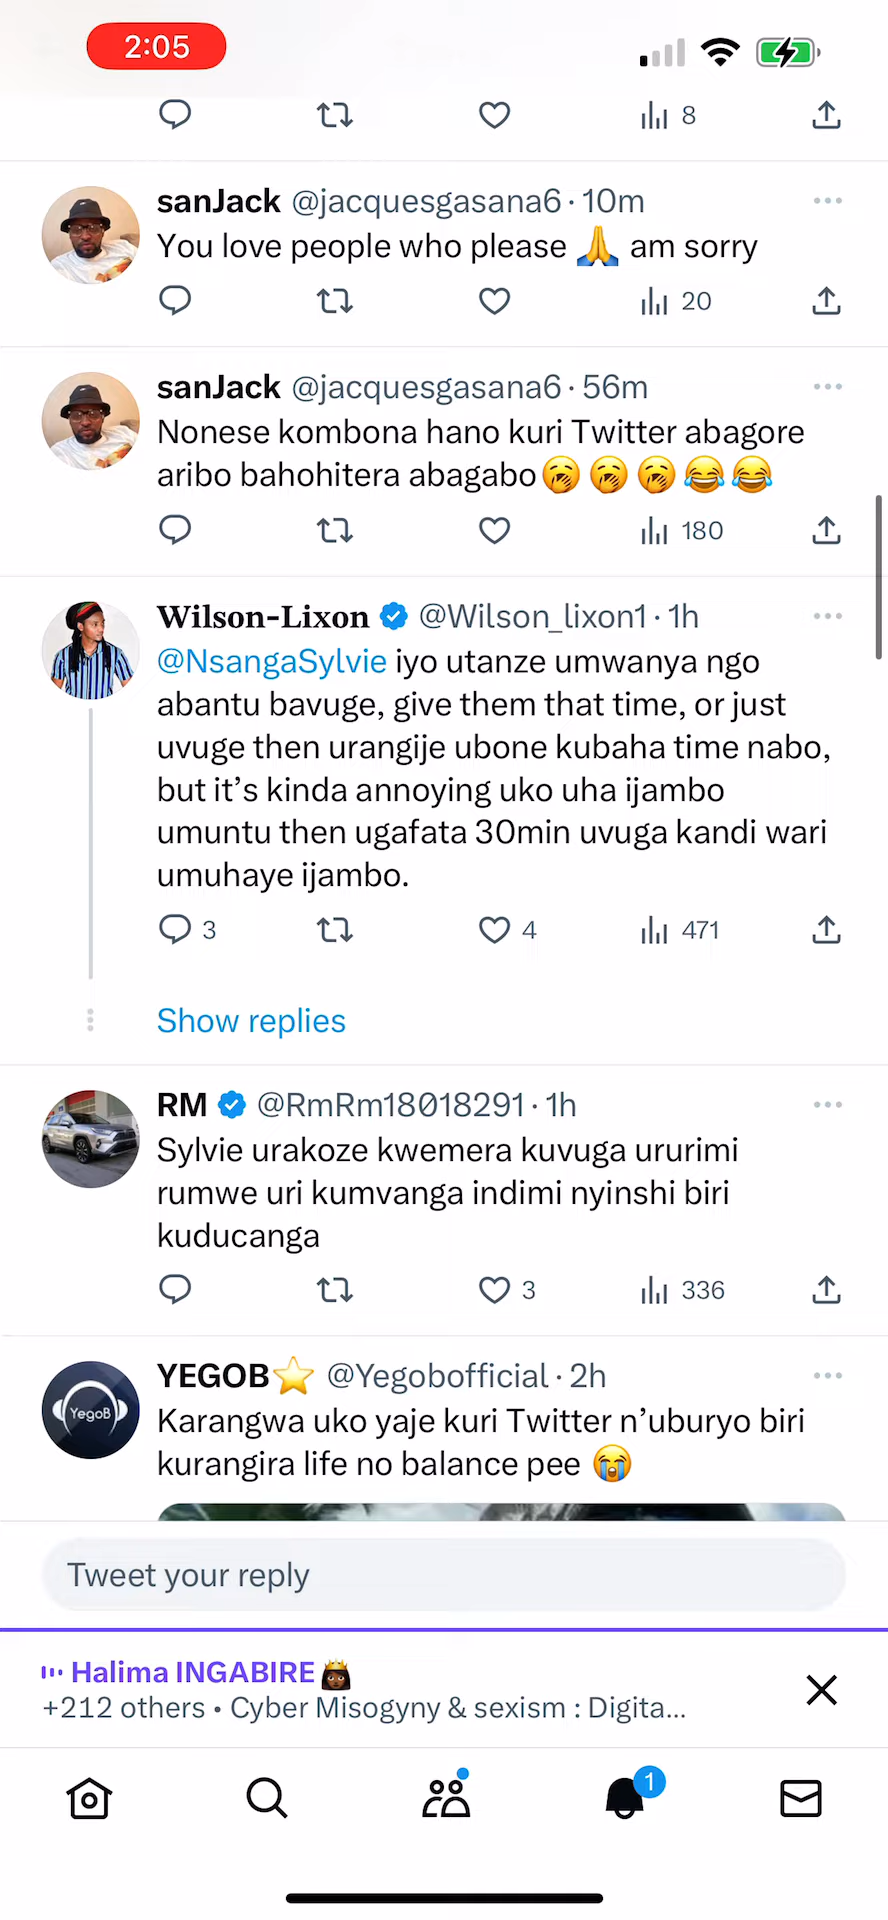 2:05
8
sanJack @jacquesgasana6 · 10m
You love people who please 🙏 am sorry
20
sanJack @jacquesgasana6 · 56m
Nonese kombona hano kuri Twitter abagore
aribo bahohitera abagabo🥱🥱🥱😂😂
180
Wilson-Lixon @Wilson_lixon1 · 1h
@NsangaSylvie iyo utanze umwanya ngo
abantu bavuge, give them that time, or just
uvuge then urangije ubone kubaha time nabo,
but it’s kinda annoying uko uha ijambo
umuntu then ugafata 30min uvuga kandi wari
umuhaye ijambo.
3 4 471
Show replies
RM @RmRm18018291 · 1h
Sylvie urakoze kwemera kuvuga ururimi
rumwe uri kumvanga indimi nyinshi biri
kuducanga
3 336
YegoB
YEGOB⭐ @Yegobofficial · 2h
Karangwa uko yaje kuri Twitter n’uburyo biri
kurangira life no balance pee 😭
Tweet your reply
Halima INGABIRE👸🏿
+212 others • Cyber Misogyny & sexism : Digita...
1